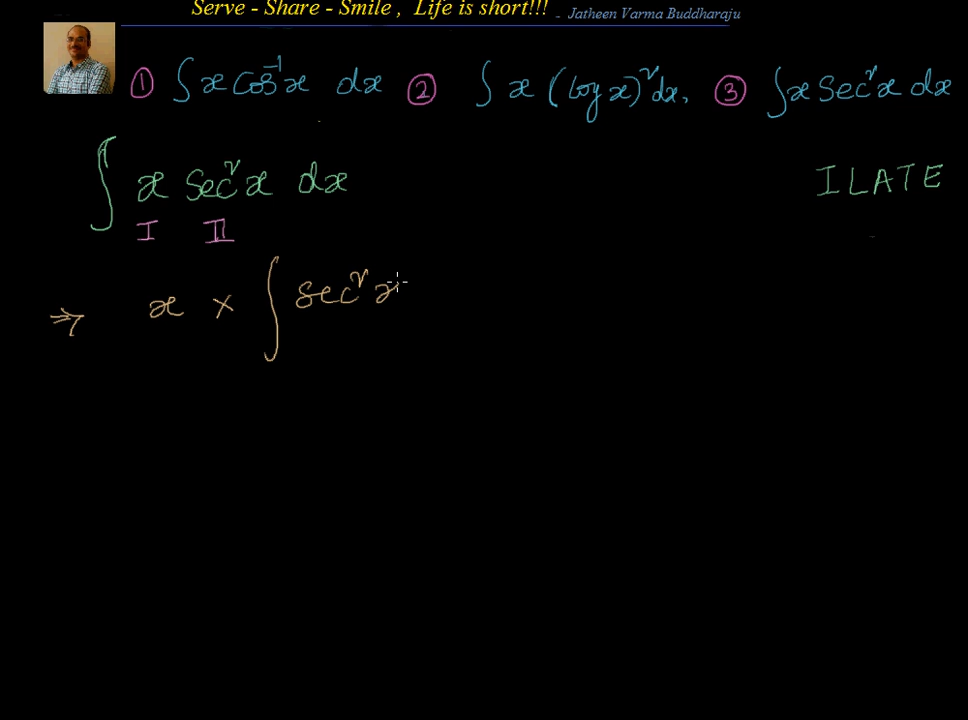 Serve - Share - Smile , Life is short!!! - Jatheen Varma Buddharaju
① ∫ x Cos⁻¹x dx ② ∫ x (log x)² dx, ③ ∫ x Sec²x dx
∫ x Sec²x dx ILATE
I II
⇒ x × ∫ sec²x